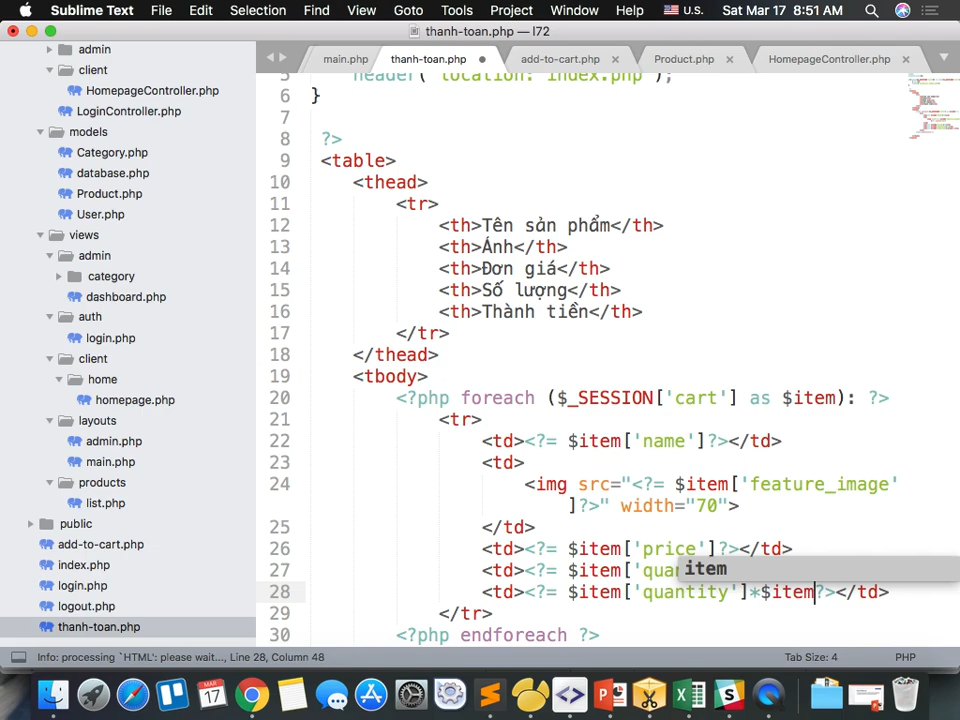 Sublime Text File Edit Selection Find View Goto Tools Project Window Help U.S. Sat Mar 17 8:51 AM
thanh-toan.php — l72
admin
client
HomepageController.php
LoginController.php
models
Category.php
database.php
Product.php
User.php
views
admin
category
dashboard.php
auth
login.php
client
home
homepage.php
layouts
admin.php
main.php
products
list.php
public
add-to-cart.php
index.php
login.php
logout.php
thanh-toan.php
main.php thanh-toan.php add-to-cart.php × Product.php × HomepageController.php ×
5 header('location: index.php');
6 }
7
8 ?>
9 <table>
10 <thead>
11 <tr>
12 <th>Tên sản phẩm</th>
13 <th>Ảnh</th>
14 <th>Đơn giá</th>
15 <th>Số lượng</th>
16 <th>Thành tiền</th>
17 </tr>
18 </thead>
19 <tbody>
20 <?php foreach ($_SESSION['cart'] as $item): ?>
21 <tr>
22 <td><?= $item['name']?></td>
23 <td>
24 <img src="<?= $item['feature_image'
]?>" width="70">
25 </td>
26 <td><?= $item['price']?></td>
27 <td><?= $item['quan
item
28 <td><?= $item['quantity']*$item?></td>
29 </tr>
30 <?php endforeach ?>
Info: processing `HTML': please wait..., Line 28, Column 48 Tab Size: 4 PHP
MAR
17